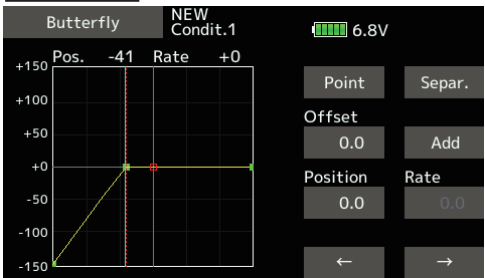 Butterfly
NEW
Condit.1
6.8V
Pos. -41 Rate +0
+150
+100
+50
+0
-50
-100
-150
Point Separ.
Offset
0.0 Add
Position Rate
0.0 0.0
← →